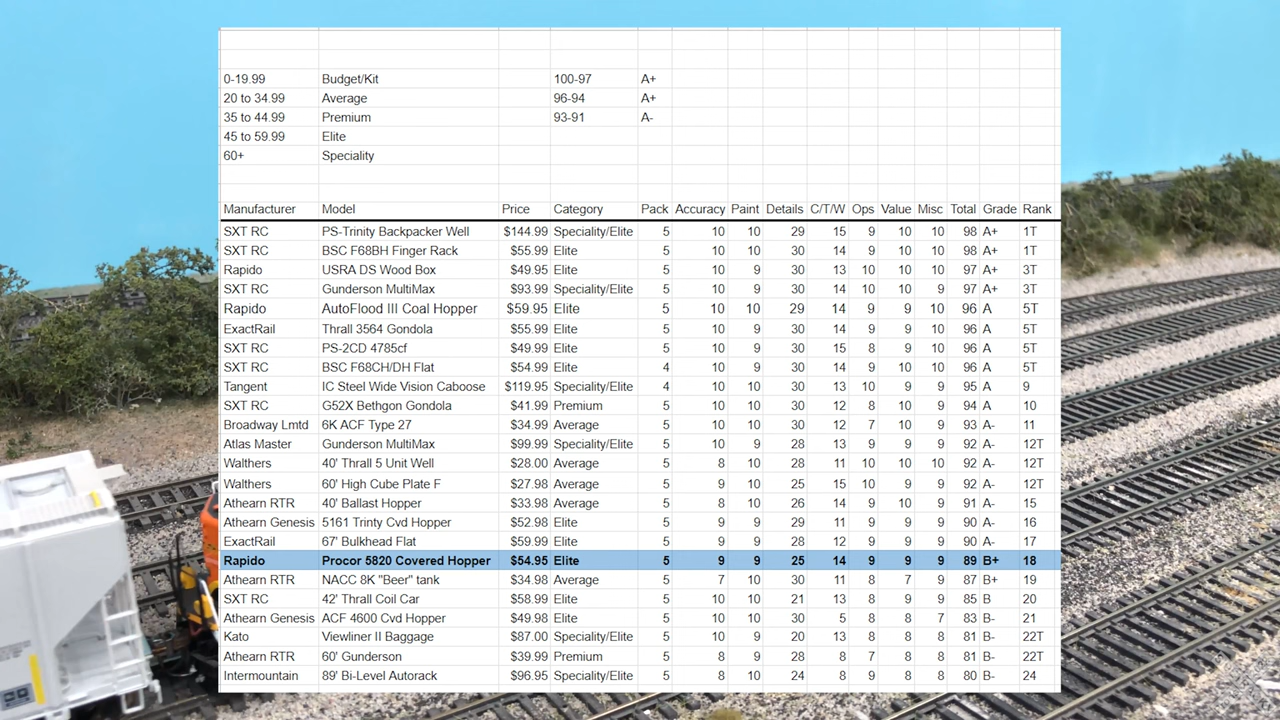 0-19.99 Budget/Kit 100-97 A+
20 to 34.99 Average 96-94 A+
35 to 44.99 Premium 93-91 A-
45 to 59.99 Elite
60+ Speciality
Manufacturer Model Price Category Pack Accuracy Paint Details C/T/W Ops Value Misc Total Grade Rank
SXT RC PS-Trinity Backpacker Well $144.99 Speciality/Elite 5 10 10 29 15 9 10 10 98 A+ 1T
SXT RC BSC F68BH Finger Rack $55.99 Elite 5 10 10 30 14 9 10 10 98 A+ 1T
Rapido USRA DS Wood Box $49.95 Elite 5 10 9 30 13 10 10 10 97 A+ 3T
SXT RC Gunderson MultiMax $93.99 Speciality/Elite 5 10 9 30 14 10 10 9 97 A+ 3T
Rapido AutoFlood III Coal Hopper $59.95 Elite 5 10 10 29 14 9 9 10 96 A 5T
ExactRail Thrall 3564 Gondola $55.99 Elite 5 10 9 30 14 9 9 10 96 A 5T
SXT RC PS-2CD 4785cf $49.99 Elite 5 10 9 30 15 8 9 10 96 A 5T
SXT RC BSC F68CH/DH Flat $54.99 Elite 4 10 10 30 14 9 9 10 96 A 5T
Tangent IC Steel Wide Vision Caboose $119.95 Speciality/Elite 4 10 10 30 13 10 9 9 95 A 9
SXT RC G52X Bethgon Gondola $41.99 Premium 5 10 10 30 12 8 10 9 94 A 10
Broadway Lmtd 6K ACF Type 27 $34.99 Average 5 10 10 30 12 7 10 9 93 A- 11
Atlas Master Gunderson MultiMax $99.99 Speciality/Elite 5 10 9 28 13 9 9 9 92 A- 12T
Walthers 40' Thrall 5 Unit Well $28.00 Average 5 8 10 28 11 10 10 10 92 A- 12T
Walthers 60' High Cube Plate F $27.98 Average 5 9 10 25 15 10 9 9 92 A- 12T
Athearn RTR 40' Ballast Hopper $33.98 Average 5 8 10 26 14 9 10 9 91 A- 15
Athearn Genesis 5161 Trinty Cvd Hopper $52.98 Elite 5 9 9 29 11 9 9 9 90 A- 16
ExactRail 67' Bulkhead Flat $59.99 Elite 5 9 9 28 12 9 9 9 90 A- 17
Rapido Procor 5820 Covered Hopper $54.95 Elite 5 9 9 25 14 9 9 9 89 B+ 18
Athearn RTR NACC 8K "Beer" tank $34.98 Average 5 7 10 30 11 8 7 9 87 B+ 19
SXT RC 42' Thrall Coil Car $58.99 Elite 5 10 10 21 13 8 9 9 85 B 20
Athearn Genesis ACF 4600 Cvd Hopper $49.98 Elite 5 10 10 30 5 8 8 7 83 B- 21
Kato Viewliner II Baggage $87.00 Speciality/Elite 5 10 9 20 13 8 8 8 81 B- 22T
Athearn RTR 60' Gunderson $39.99 Premium 5 8 9 28 8 7 8 8 81 B- 22T
Intermountain 89' Bi-Level Autorack $96.95 Speciality/Elite 5 8 10 24 8 9 8 8 80 B- 24